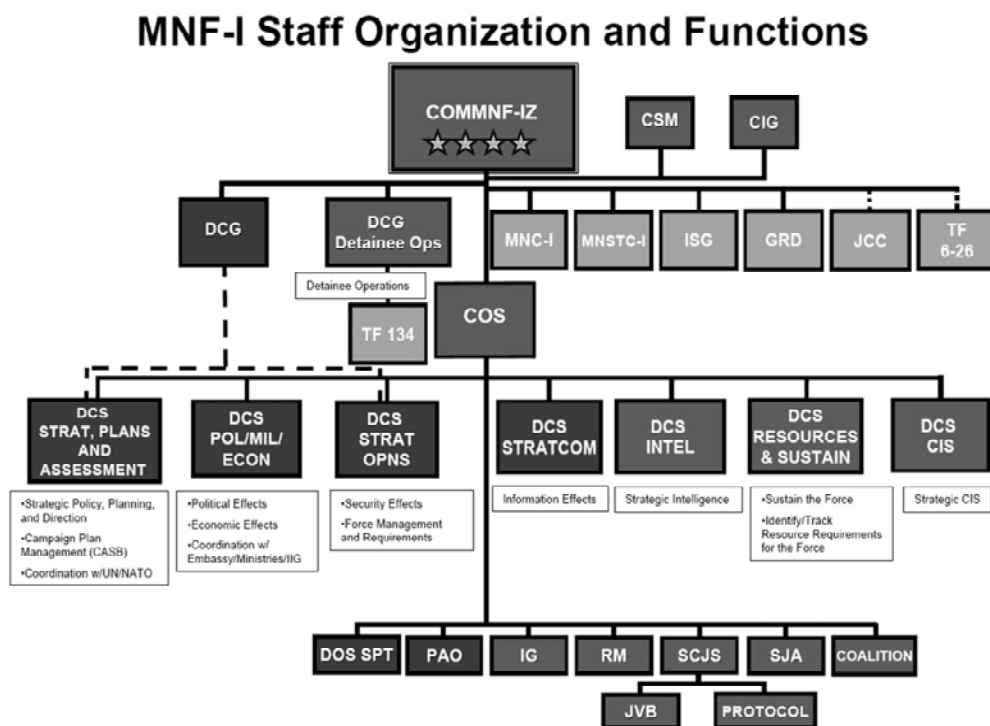 MNF-I Staff Organization and Functions
COMMNF-IZ
CSM
CIG
DCG
DCG
Detainee Ops
MNC-I
MNSTC-I
ISG
GRD
JCC
TF
6-26
Detainee Operations
TF 134
COS
DCS
STRAT, PLANS
AND
ASSESSMENT
DCS
POL/MIL/
ECON
DCS
STRAT
OPNS
DCS
STRATCOM
DCS
INTEL
DCS
RESOURCES
& SUSTAIN
DCS
CIS
•Strategic Policy, Planning,
and Direction
•Campaign Plan
Management (CASB)
•Coordination w/UN/NATO
•Political Effects
•Economic Effects
•Coordination w/
Embassy/Ministries/IIG
•Security Effects
•Force Management
and Requirements
Information Effects
Strategic Intelligence
•Sustain the Force
•Identify/Track
Resource Requirements
for the Force
Strategic CIS
DOS SPT
PAO
IG
RM
SCJS
SJA
COALITION
JVB
PROTOCOL